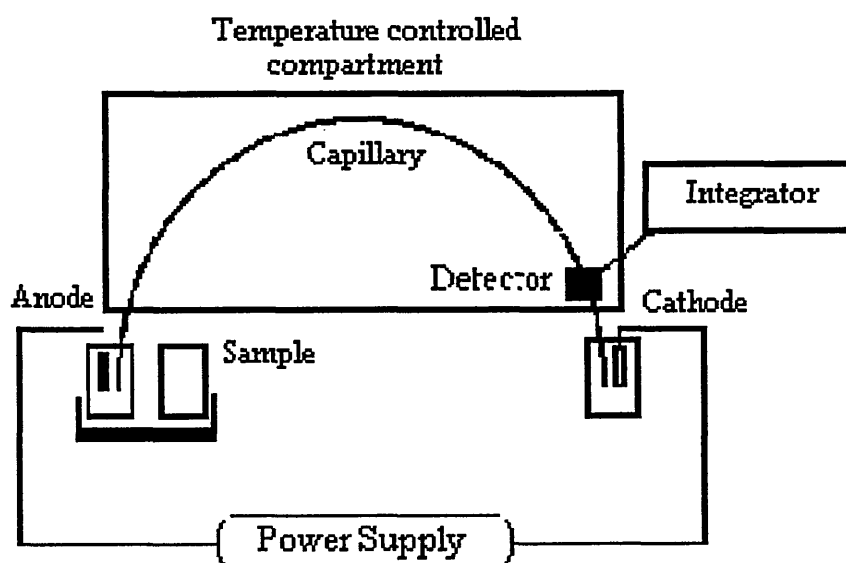 Temperature controlled
compartment
Capillary
Integrator
Detector
Anode
Cathode
Sample
Power Supply